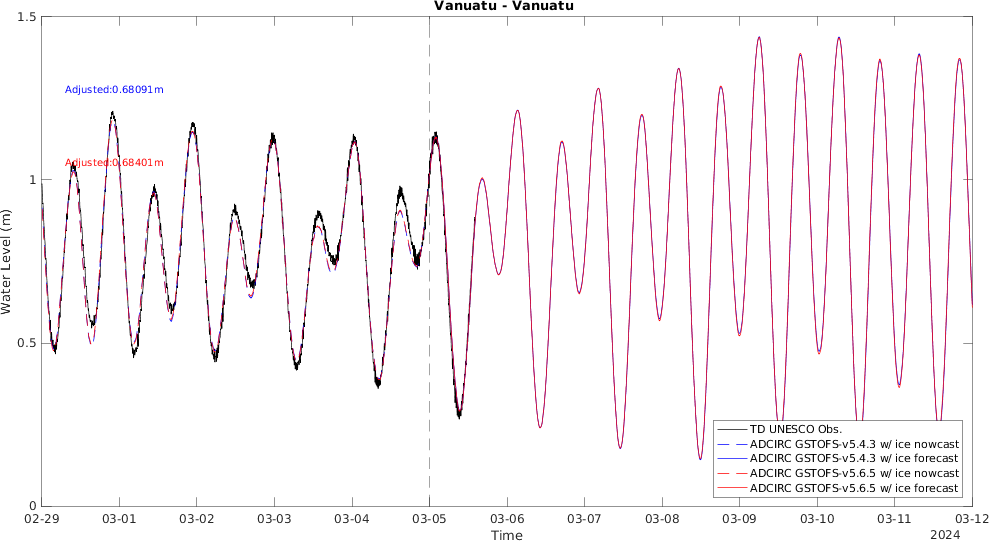 Vanuatu - Vanuatu
1.5
Adjusted:0.68091m
Adjusted:0.68401m
1
Water Level (m)
0.5
TD UNESCO Obs.
ADCIRC GSTOFS-v5.4.3 w/ ice nowcast
ADCIRC GSTOFS-v5.4.3 w/ ice forecast
ADCIRC GSTOFS-v5.6.5 w/ ice nowcast
ADCIRC GSTOFS-v5.6.5 w/ ice forecast
0
02-29 03-01 03-02 03-03 03-04 03-05 03-06 03-07 03-08 03-09 03-10 03-11 03-12
Time
2024